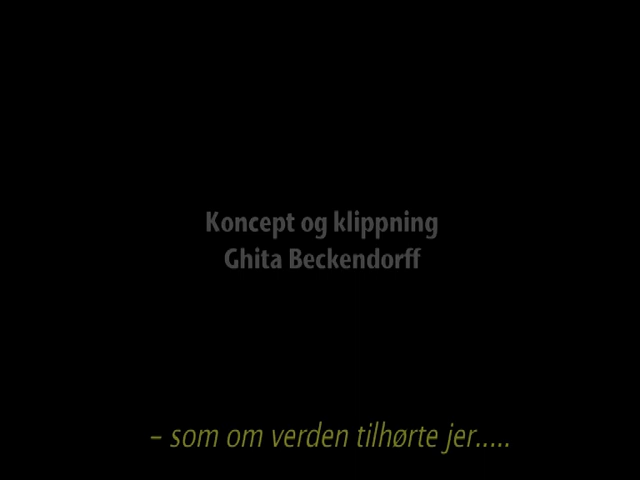 Koncept og klippning
Ghita Beckendorff
– som om verden tilhørte jer.....